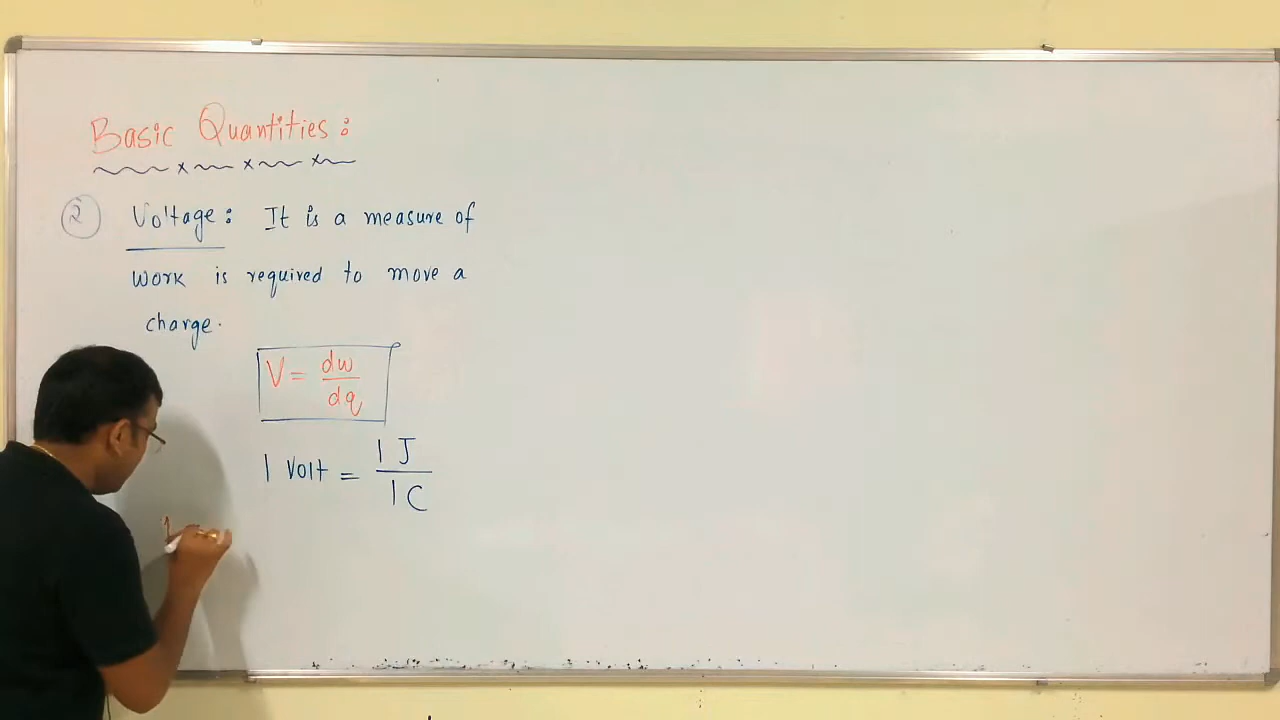 Basic Quantities:
2 Voltage: It is a measure of
work is required to move a
charge.
V = dw/dq
1 Volt = 1 J / 1 C